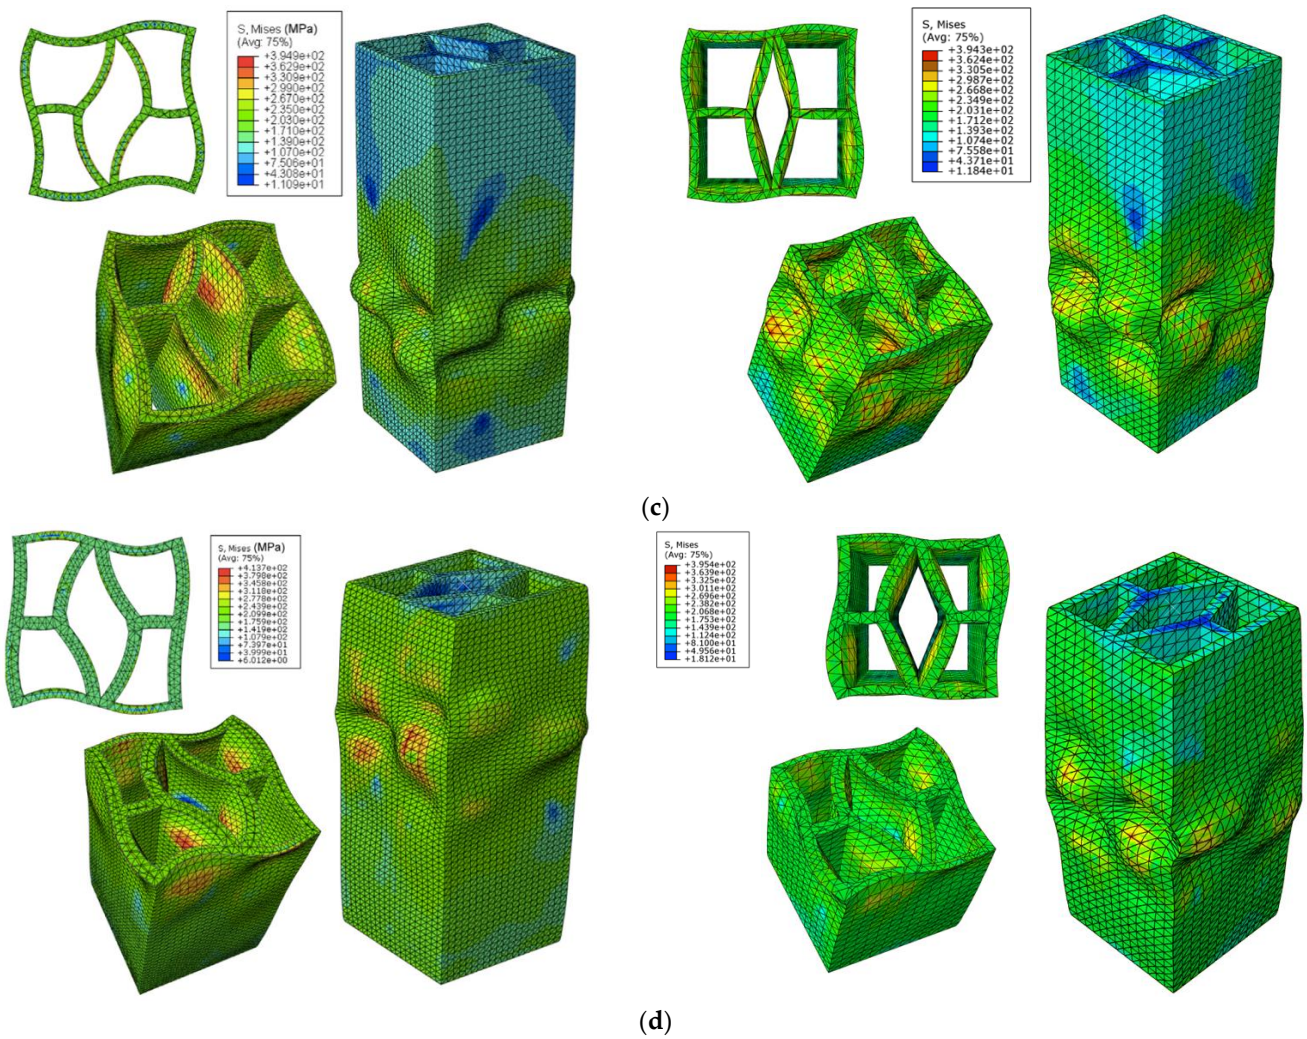 S, Mises (MPa)
(Avg: 75%)
+3.949e+02
+3.629e+02
+3.309e+02
+2.990e+02
+2.670e+02
+2.350e+02
+2.030e+02
+1.710e+02
+1.390e+02
+1.070e+02
+7.506e+01
+4.308e+01
+1.109e+01
S, Mises
(Avg: 75%)
+3.943e+02
+3.624e+02
+3.305e+02
+2.987e+02
+2.668e+02
+2.349e+02
+2.031e+02
+1.712e+02
+1.393e+02
+1.074e+02
+7.558e+01
+4.371e+01
+1.184e+01
(c)
S, Mises (MPa)
(Avg: 75%)
+4.137e+02
+3.798e+02
+3.458e+02
+3.118e+02
+2.778e+02
+2.439e+02
+2.099e+02
+1.759e+02
+1.419e+02
+1.079e+02
+7.397e+01
+3.999e+01
+6.012e+00
S, Mises
(Avg: 75%)
+3.954e+02
+3.639e+02
+3.325e+02
+3.011e+02
+2.696e+02
+2.382e+02
+2.068e+02
+1.753e+02
+1.439e+02
+1.124e+02
+8.100e+01
+4.956e+01
+1.812e+01
(d)